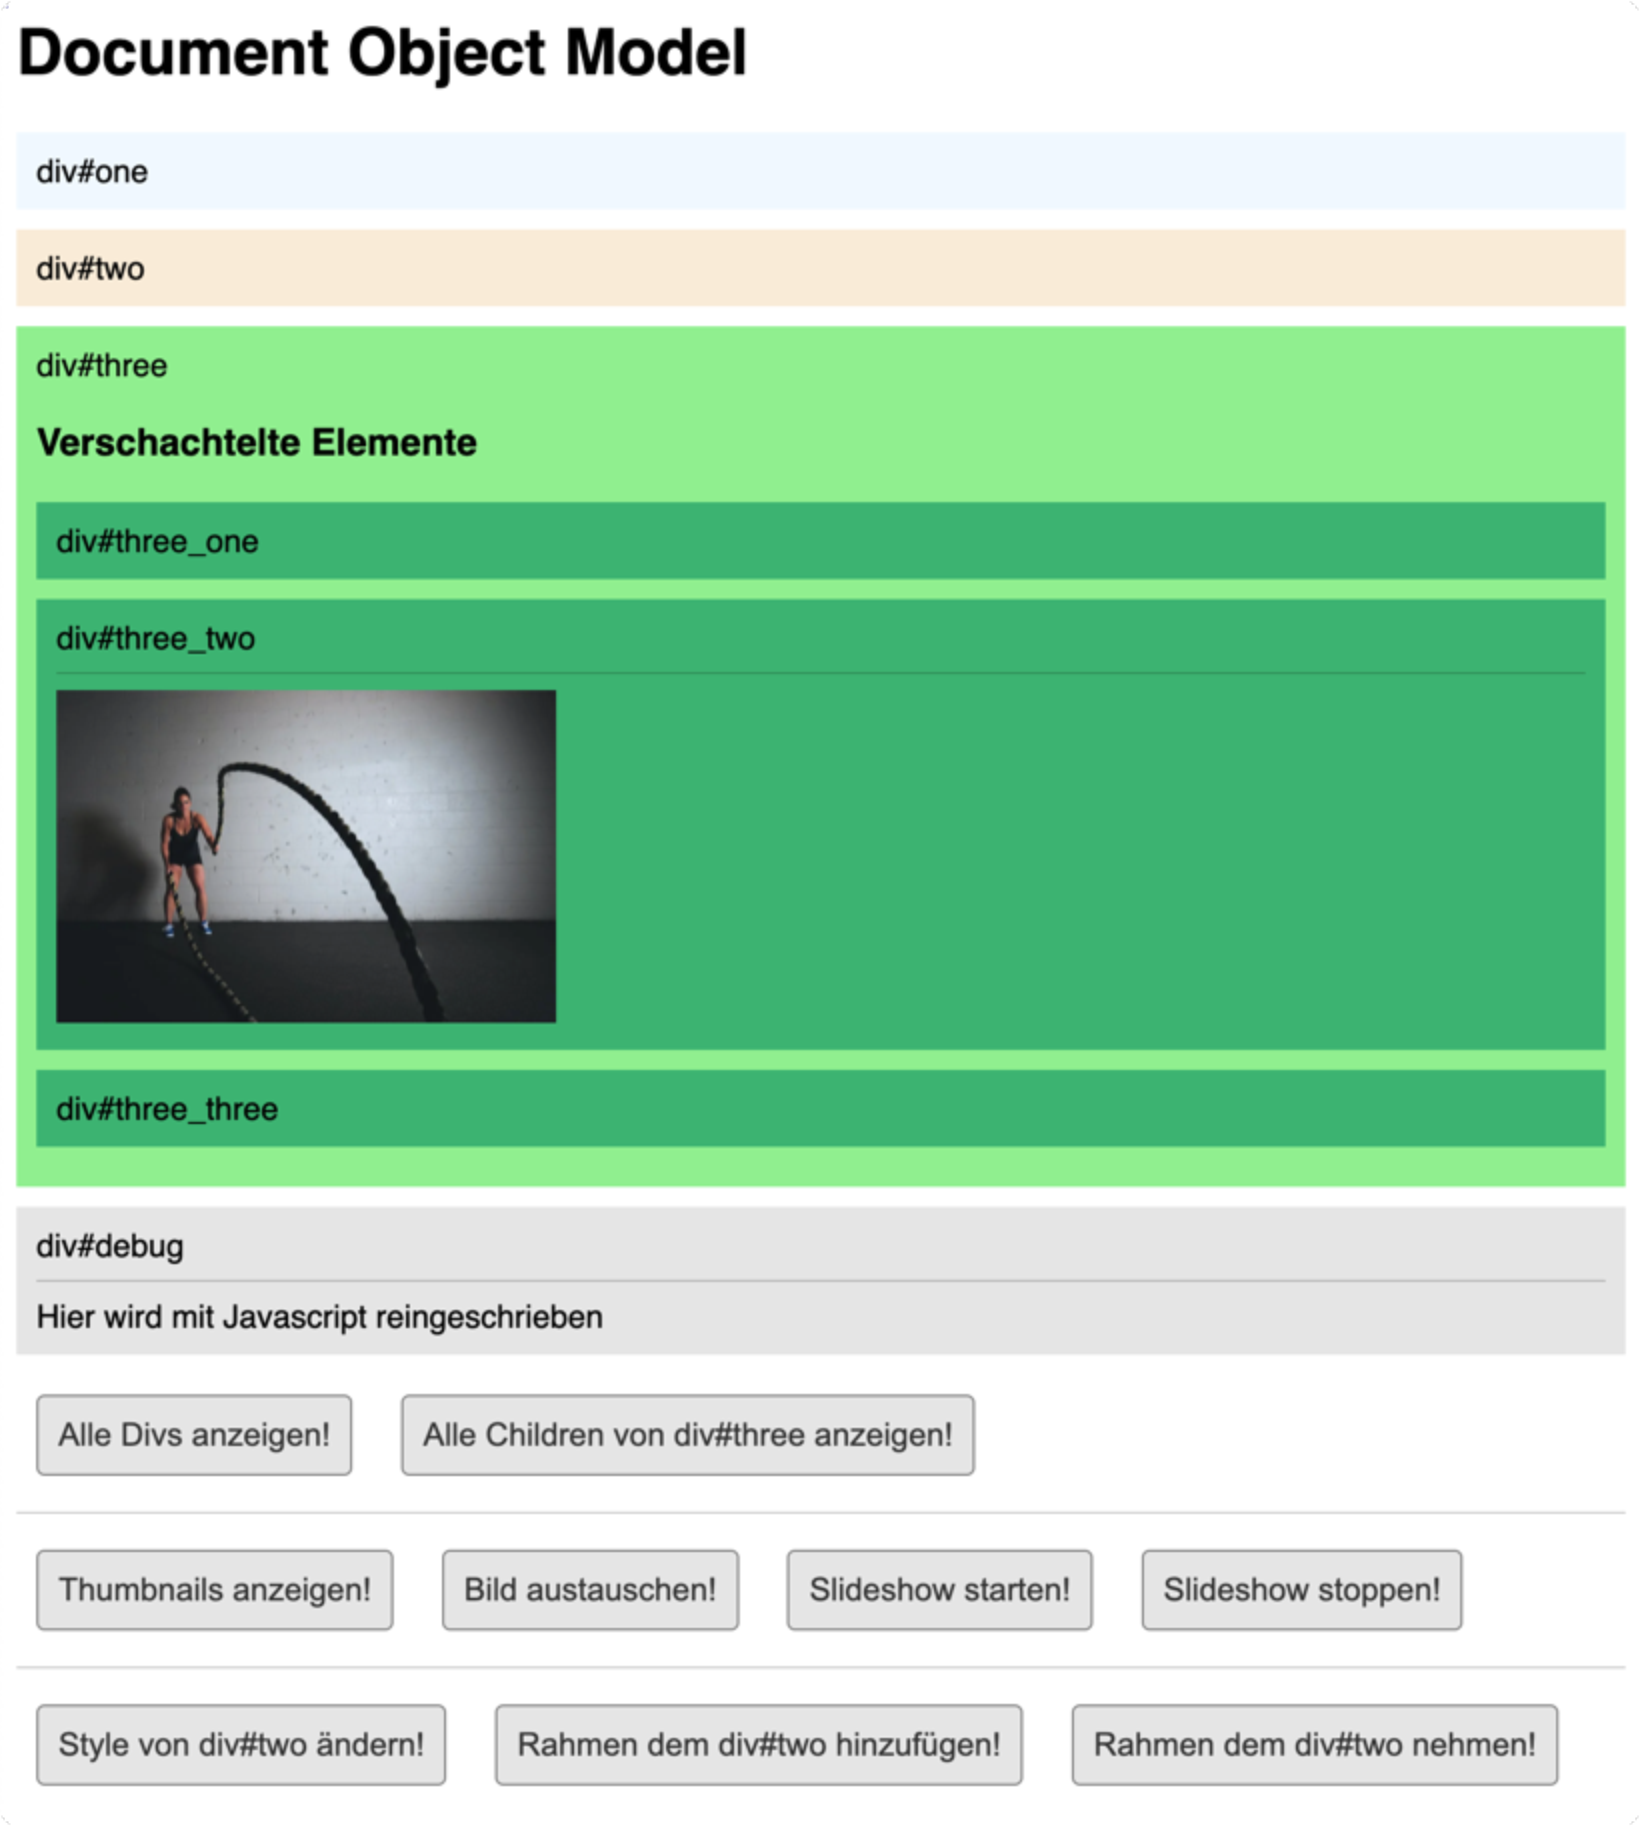 Document Object Model
div#one
div#two
div#three
Verschachtelte Elemente
div#three_one
div#three_two
div#three_three
div#debug
Hier wird mit Javascript reingeschrieben
Alle Divs anzeigen! Alle Children von div#three anzeigen!
Thumbnails anzeigen! Bild austauschen! Slideshow starten! Slideshow stoppen!
Style von div#two ändern! Rahmen dem div#two hinzufügen! Rahmen dem div#two nehmen!